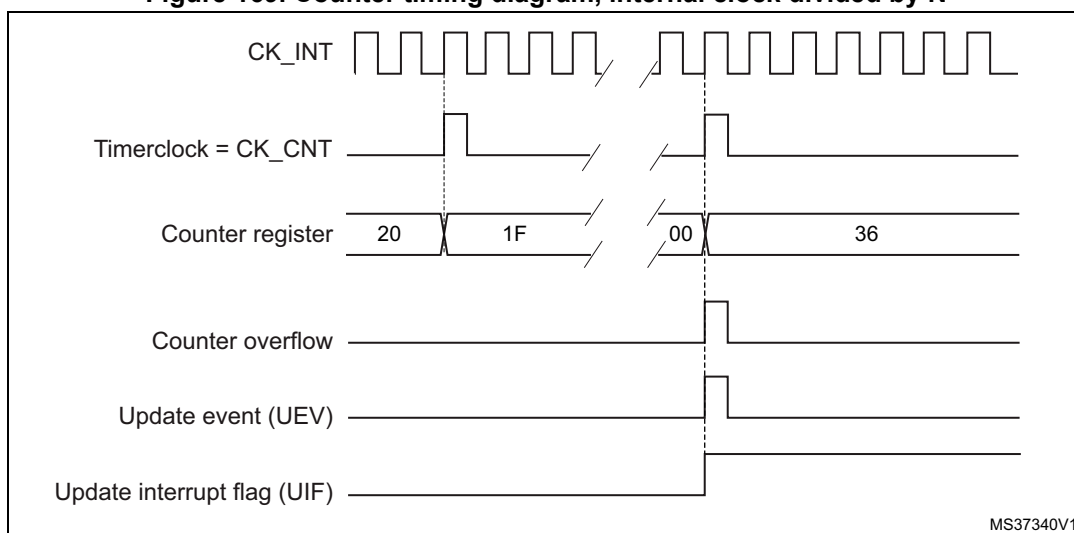 CK_INT
Timerclock = CK_CNT
Counter register 20 1F 00 36
Counter overflow
Update event (UEV)
Update interrupt flag (UIF)
MS37340V1